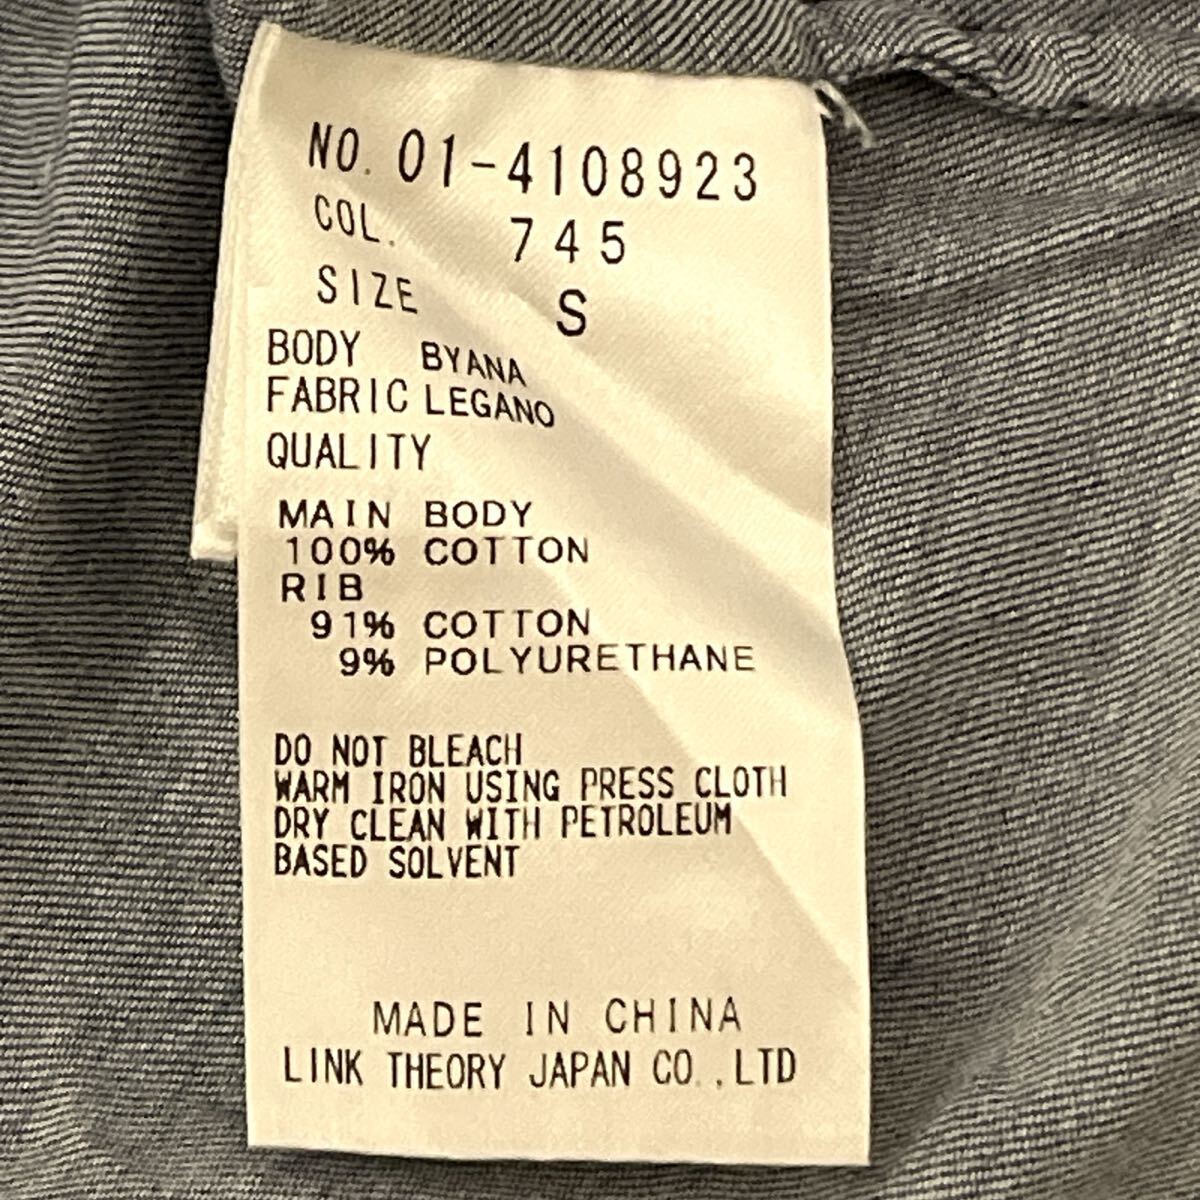 NO. 01-4108923
COL. 745
SIZE S
BODY BYANA
FABRIC LEGANO
QUALITY
MAIN BODY
100% COTTON
RIB
91% COTTON
9% POLYURETHANE
DO NOT BLEACH
WARM IRON USING PRESS CLOTH
DRY CLEAN WITH PETROLEUM
BASED SOLVENT
MADE IN CHINA
LINK THEORY JAPAN CO.,LTD